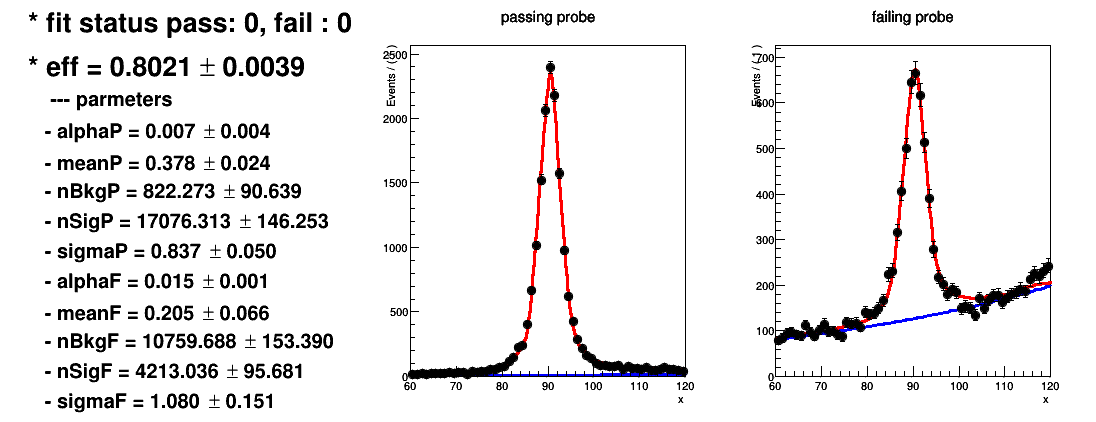 * fit status pass: 0, fail : 0
* eff = 0.8021 ± 0.0039
--- parmeters
- alphaP = 0.007 ± 0.004
- meanP = 0.378 ± 0.024
- nBkgP = 822.273 ± 90.639
- nSigP = 17076.313 ± 146.253
- sigmaP = 0.837 ± 0.050
- alphaF = 0.015 ± 0.001
- meanF = 0.205 ± 0.066
- nBkgF = 10759.688 ± 153.390
- nSigF = 4213.036 ± 95.681
- sigmaF = 1.080 ± 0.151
passing probe
Events / ( 1 )
2500
2000
1500
1000
500
0
60 70 80 90 100 110 120
x
failing probe
Events / ( 1 )
700
600
500
400
300
200
100
0
60 70 80 90 100 110 120
x